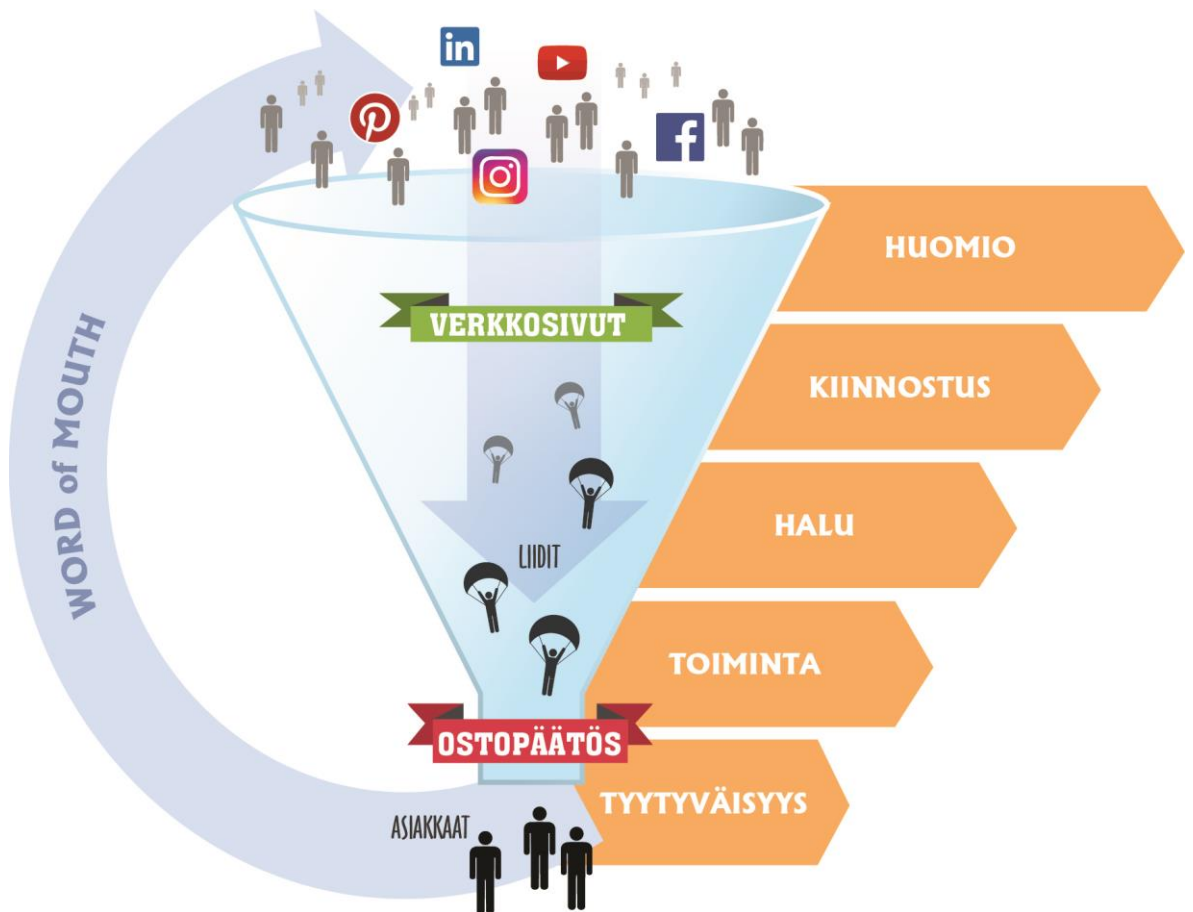 in
HUOMIO
VERKKOSIVUT
KIINNOSTUS
WORD of MOUTH
HALU
LIIDIT
TOIMINTA
OSTOPÄÄTÖS
TYYTYVÄISYYS
ASIAKKAAT